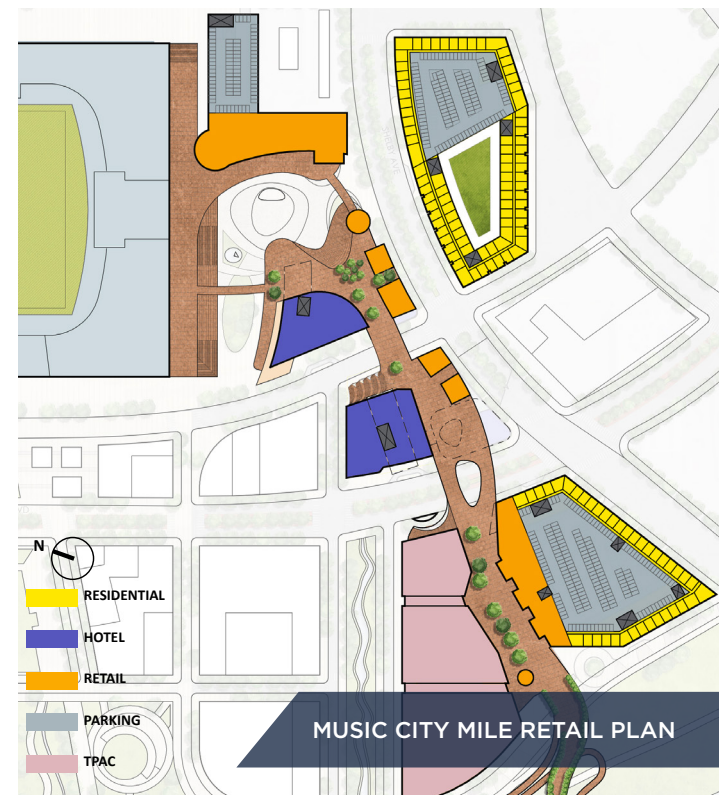 N
RESIDENTIAL
HOTEL
RETAIL
PARKING
TPAC
MUSIC CITY MILE RETAIL PLAN